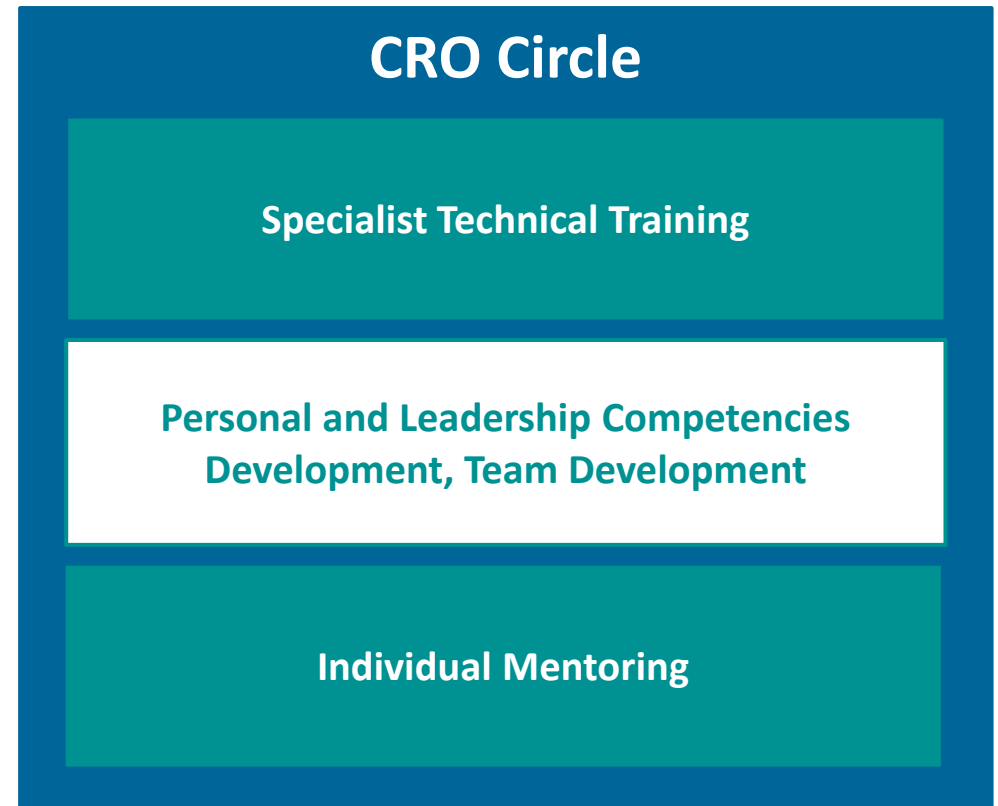 CRO Circle
Specialist Technical Training
Personal and Leadership Competencies
Development, Team Development
Individual Mentoring